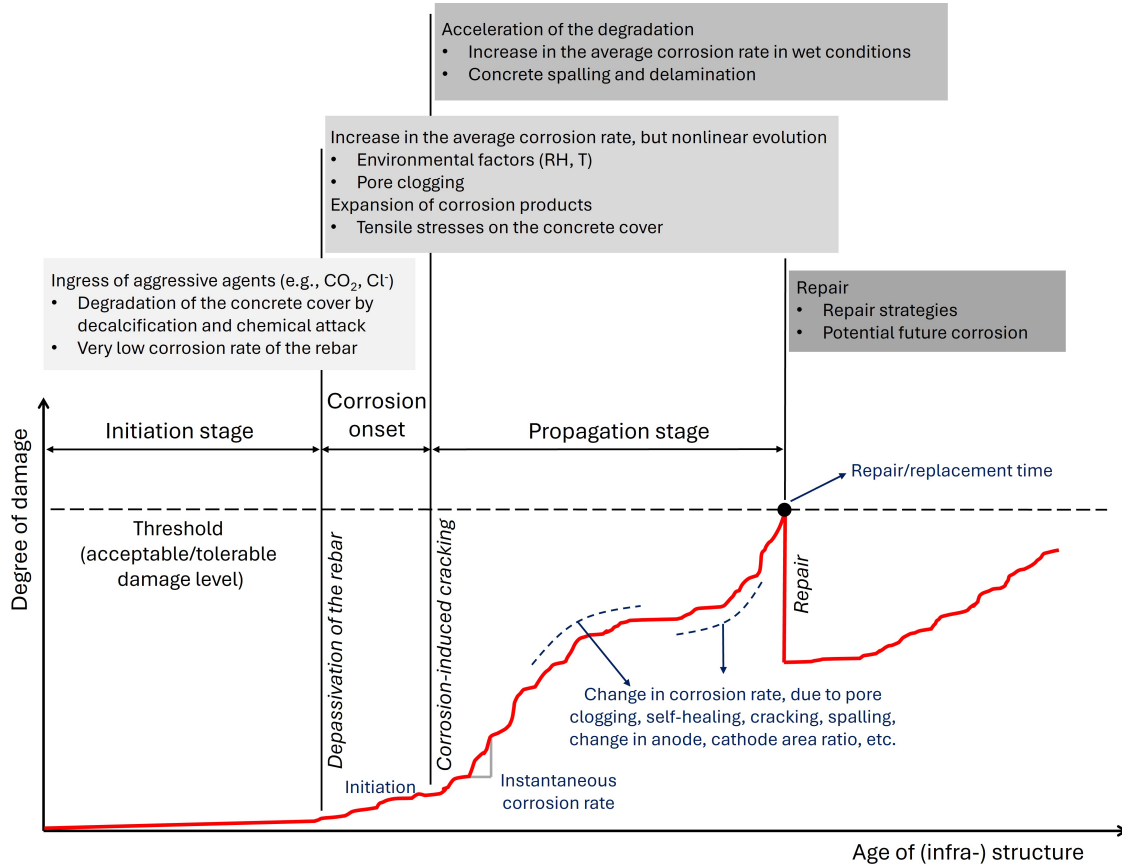 Acceleration of the degradation
• Increase in the average corrosion rate in wet conditions
• Concrete spalling and delamination
Increase in the average corrosion rate, but nonlinear evolution
• Environmental factors (RH, T)
• Pore clogging
Expansion of corrosion products
• Tensile stresses on the concrete cover
Ingress of aggressive agents (e.g., CO₂, Cl⁻)
• Degradation of the concrete cover by
decalcification and chemical attack
• Very low corrosion rate of the rebar
Repair
• Repair strategies
• Potential future corrosion
Initiation stage
Corrosion
onset
Propagation stage
Repair/replacement time
Degree of damage
Threshold
(acceptable/tolerable
damage level)
Depassivation of the rebar
Corrosion-induced cracking
Repair
Change in corrosion rate, due to pore
clogging, self-healing, cracking, spalling,
change in anode, cathode area ratio, etc.
Initiation
Instantaneous
corrosion rate
Age of (infra-) structure